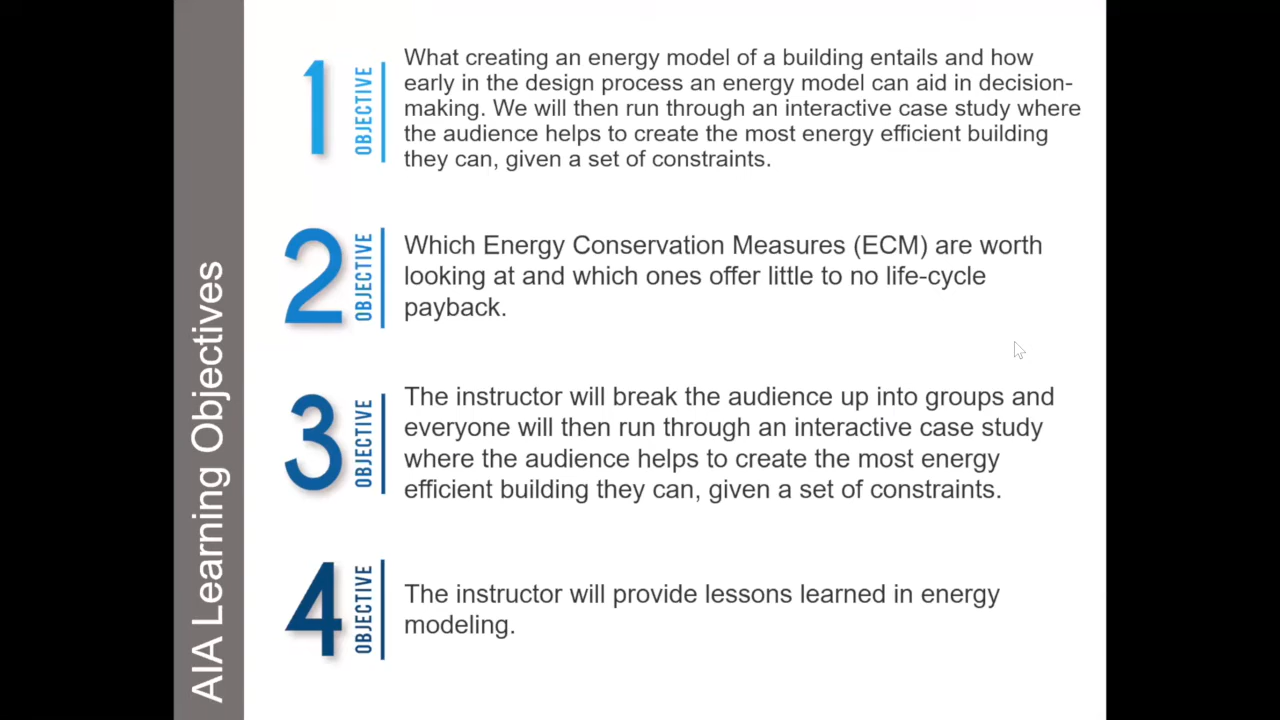 AIA Learning Objectives
1 OBJECTIVE
What creating an energy model of a building entails and how
early in the design process an energy model can aid in decision-
making. We will then run through an interactive case study where
the audience helps to create the most energy efficient building
they can, given a set of constraints.
2 OBJECTIVE
Which Energy Conservation Measures (ECM) are worth
looking at and which ones offer little to no life-cycle
payback.
3 OBJECTIVE
The instructor will break the audience up into groups and
everyone will then run through an interactive case study
where the audience helps to create the most energy
efficient building they can, given a set of constraints.
4 OBJECTIVE
The instructor will provide lessons learned in energy
modeling.